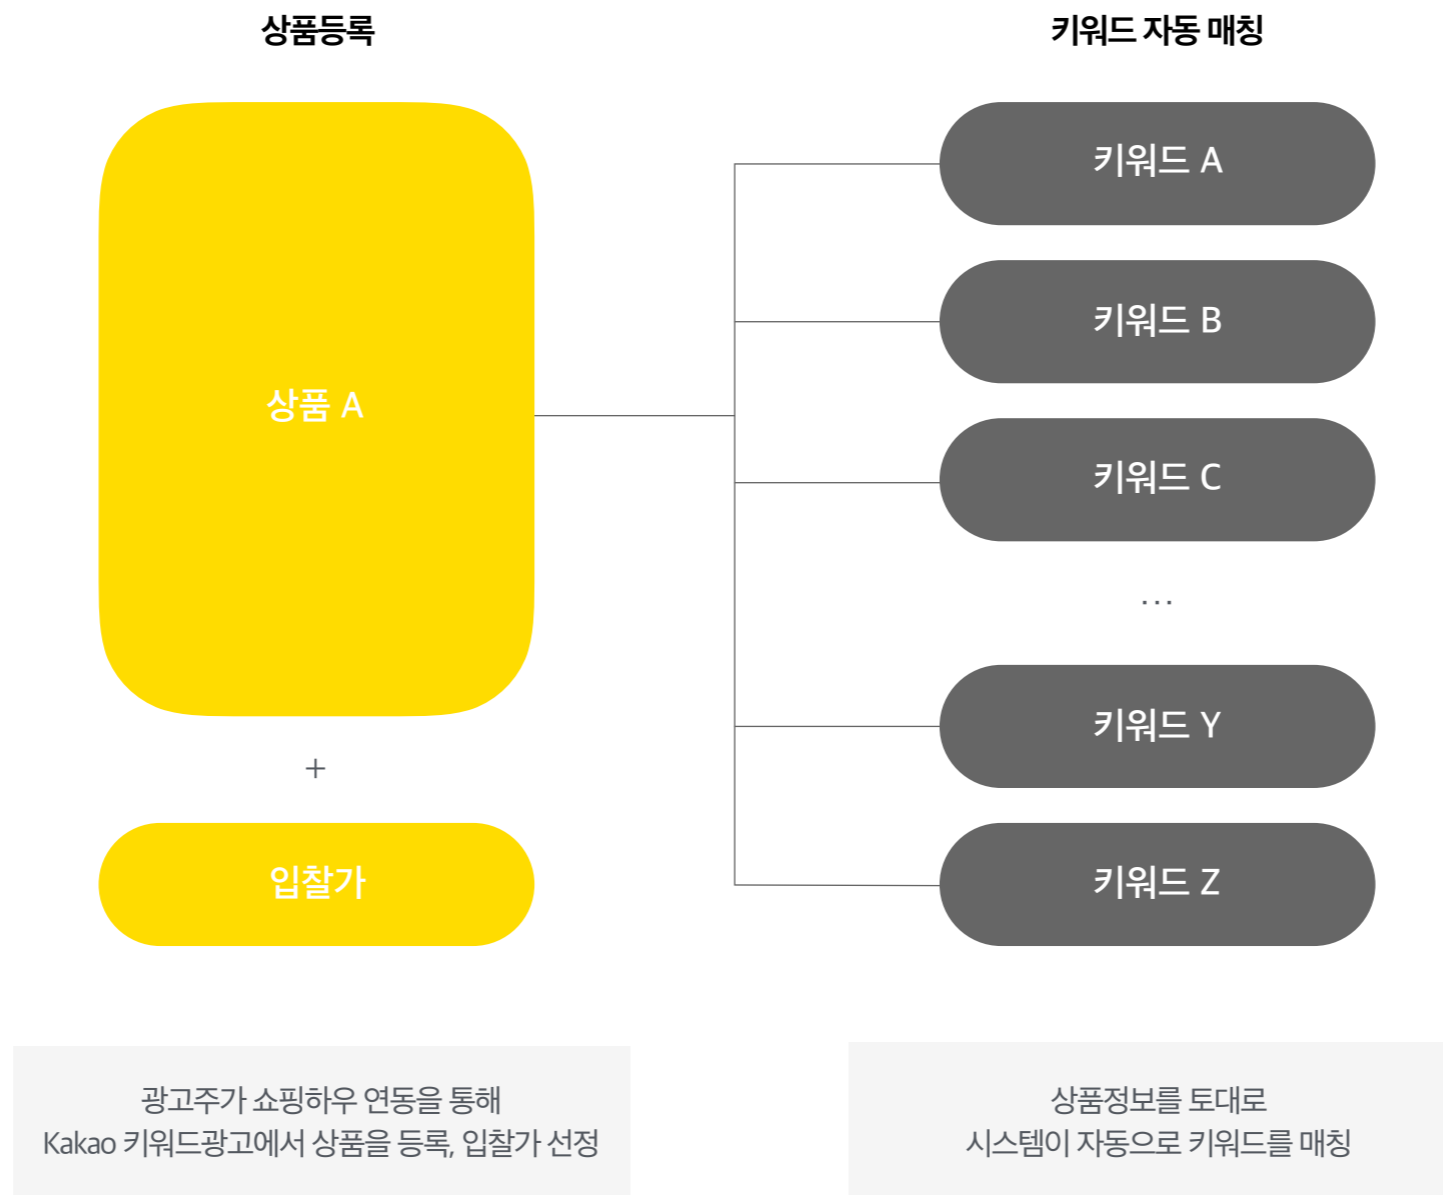 상품등록
키워드 자동 매칭
상품 A
+
입찰가
키워드 A
키워드 B
키워드 C
...
키워드 Y
키워드 Z
광고주가 쇼핑하우 연동을 통해
Kakao 키워드광고에서 상품을 등록, 입찰가 선정
상품정보를 토대로
시스템이 자동으로 키워드를 매칭